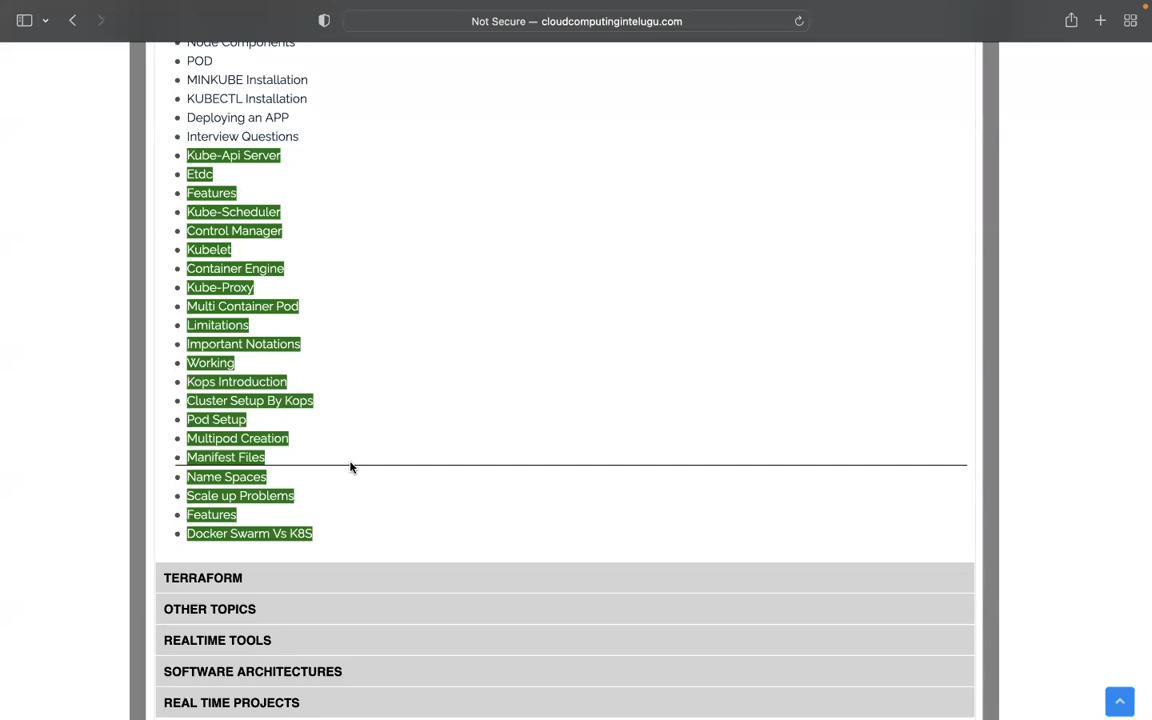 Not Secure — cloudcomputingintelugu.com
Node Components
POD
MINKUBE Installation
KUBECTL Installation
Deploying an APP
Interview Questions
Kube-Api Server
Etdc
Features
Kube-Scheduler
Control Manager
Kubelet
Container Engine
Kube-Proxy
Multi Container Pod
Limitations
Important Notations
Working
Kops Introduction
Cluster Setup By Kops
Pod Setup
Multipod Creation
Manifest Files
Name Spaces
Scale up Problems
Features
Docker Swarm Vs K8S
TERRAFORM
OTHER TOPICS
REALTIME TOOLS
SOFTWARE ARCHITECTURES
REAL TIME PROJECTS